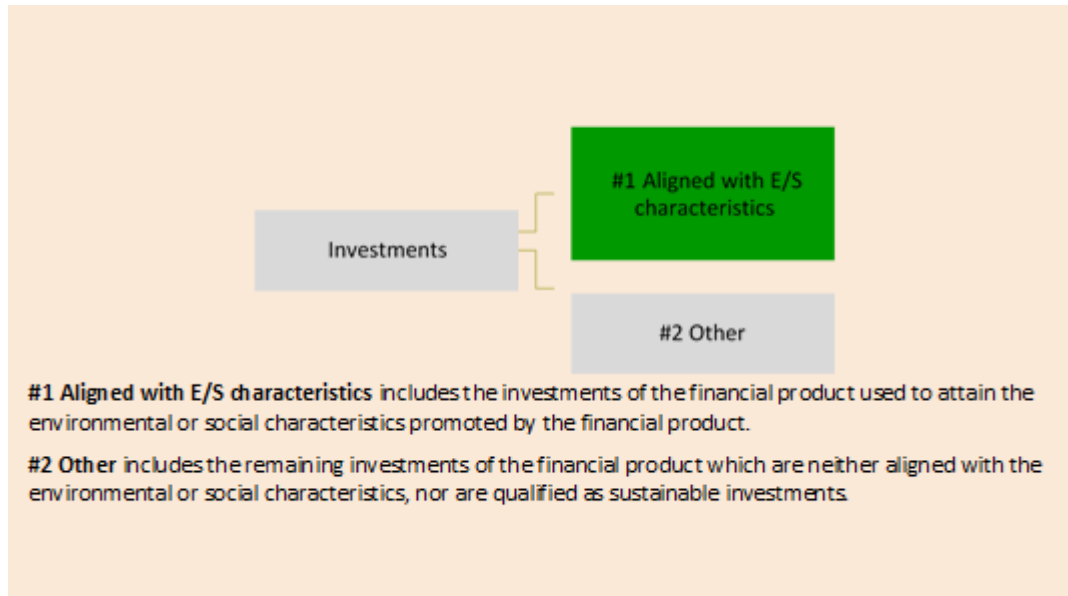 #1 Aligned with E/S
characteristics
Investments
#2 Other
#1 Aligned with E/S characteristics includes the investments of the financial product used to attain the
environmental or social characteristics promoted by the financial product.
#2 Other includes the remaining investments of the financial product which are neither aligned with the
environmental or social characteristics, nor are qualified as sustainable investments.